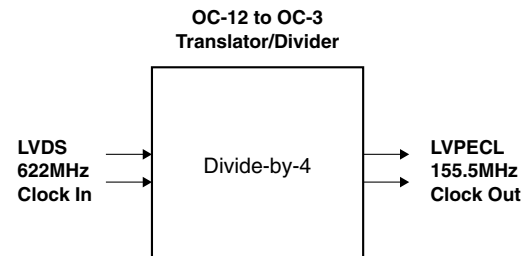 OC-12 to OC-3
Translator/Divider
LVDS
622MHz
Clock In
Divide-by-4
LVPECL
155.5MHz
Clock Out